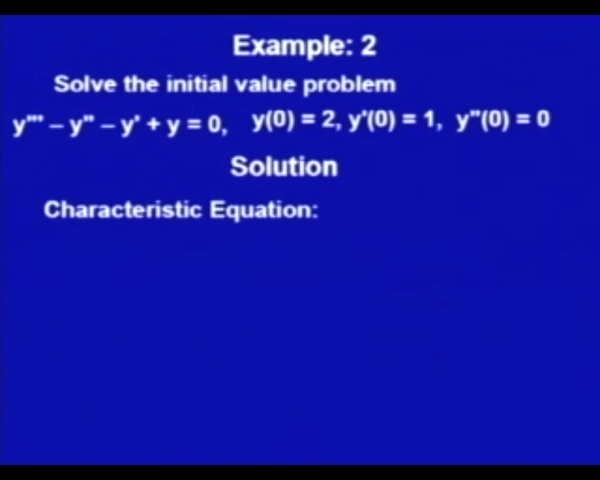 Example: 2
Solve the initial value problem
y''' – y'' – y' + y = 0, y(0) = 2, y'(0) = 1, y''(0) = 0
Solution
Characteristic Equation: